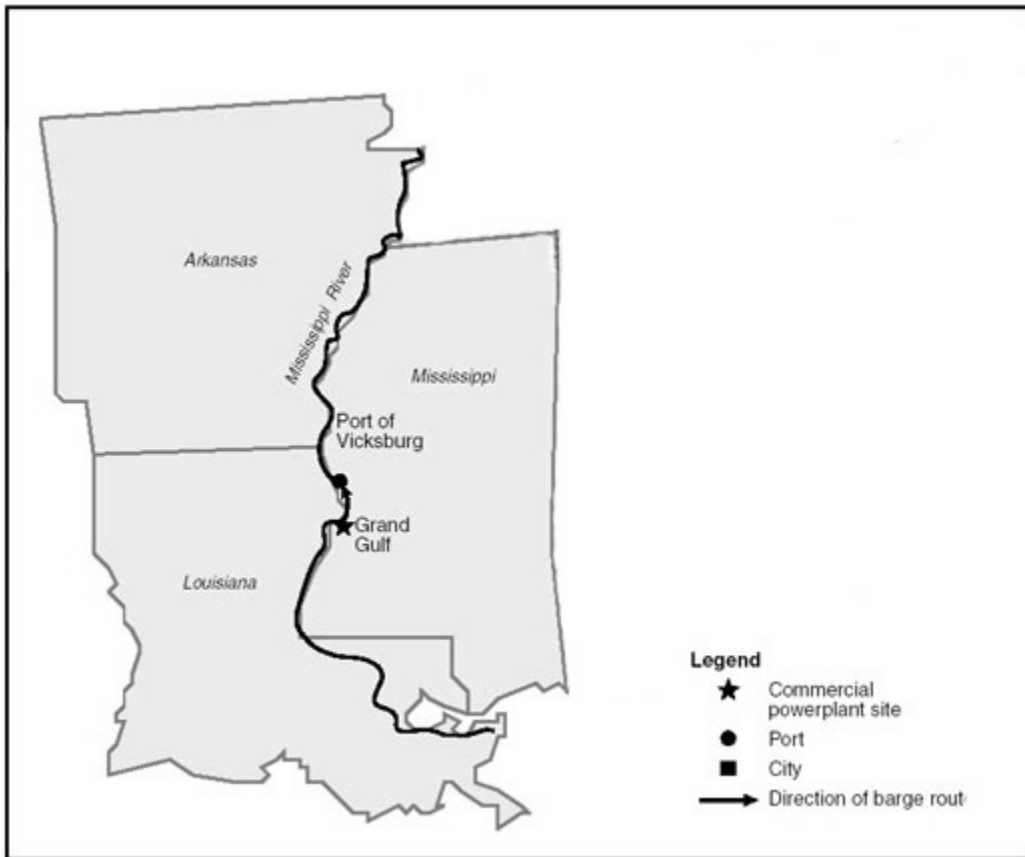 Arkansas
Mississippi River
Mississippi
Port of
Vicksburg
Grand
Gulf
Louisiana
Legend
Commercial
powerplant site
Port
City
Direction of barge rout